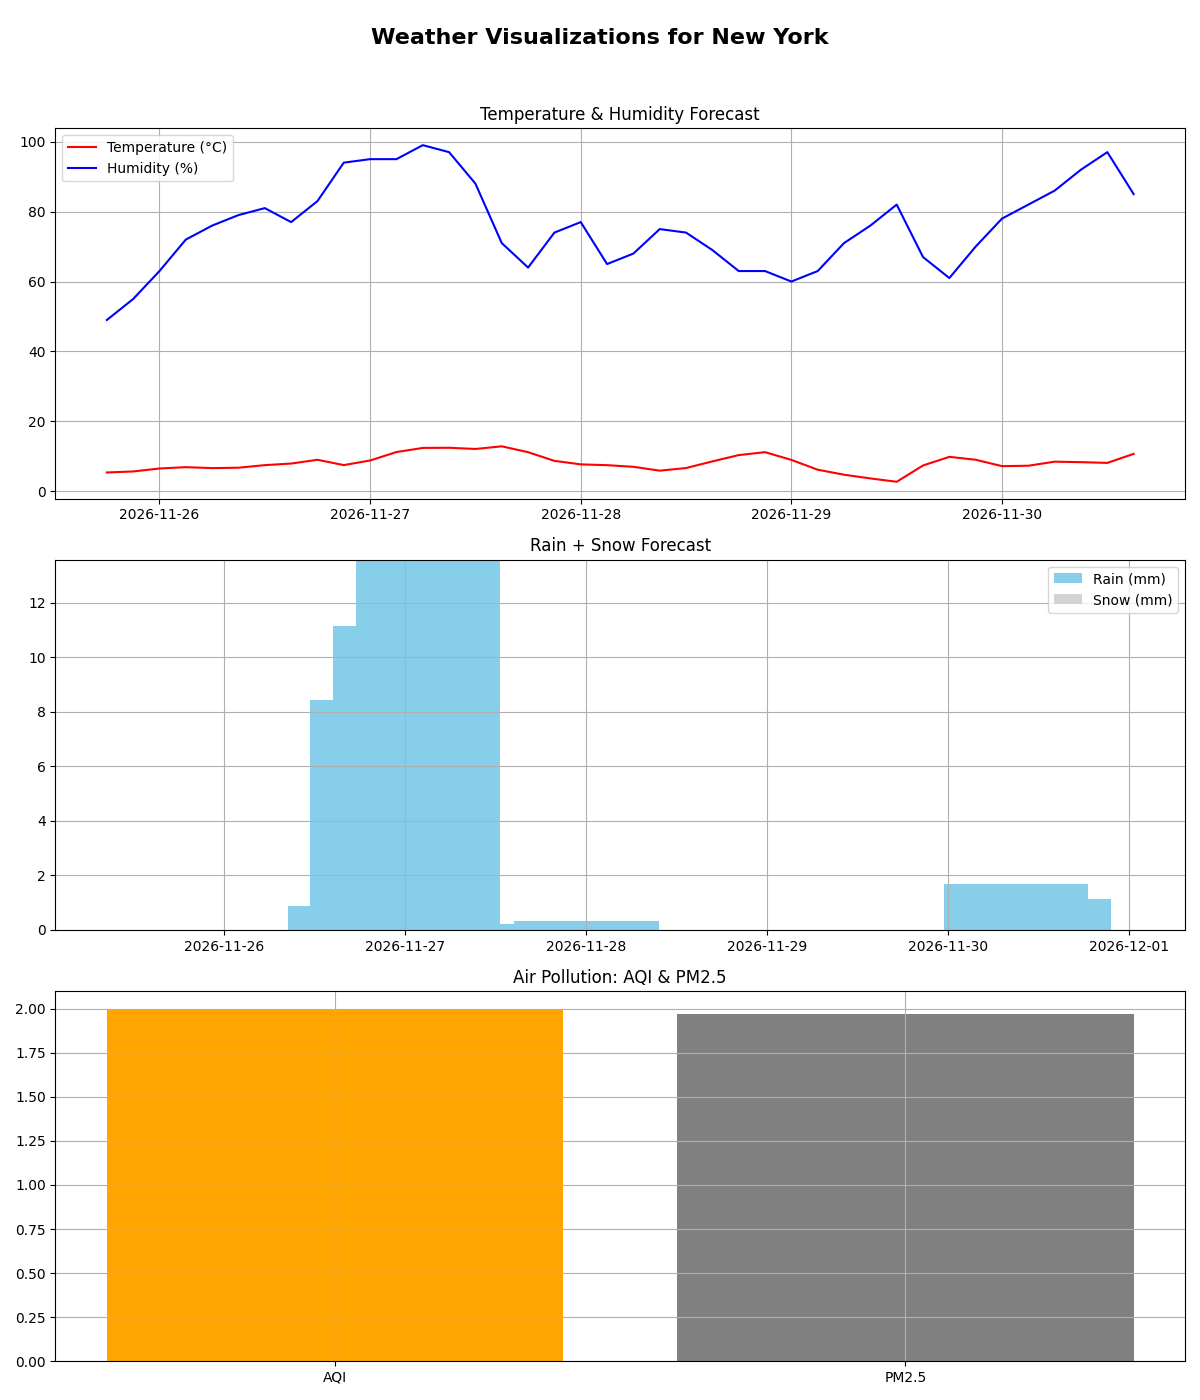 Weather Visualizations for New York
Temperature & Humidity Forecast
Temperature (°C)
Humidity (%)
100
80
60
40
20
0
2026-11-26 2026-11-27 2026-11-28 2026-11-29 2026-11-30
Rain + Snow Forecast
Rain (mm)
Snow (mm)
12
10
8
6
4
2
0
2026-11-26 2026-11-27 2026-11-28 2026-11-29 2026-11-30 2026-12-01
Air Pollution: AQI & PM2.5
2.00
1.75
1.50
1.25
1.00
0.75
0.50
0.25
0.00
AQI PM2.5